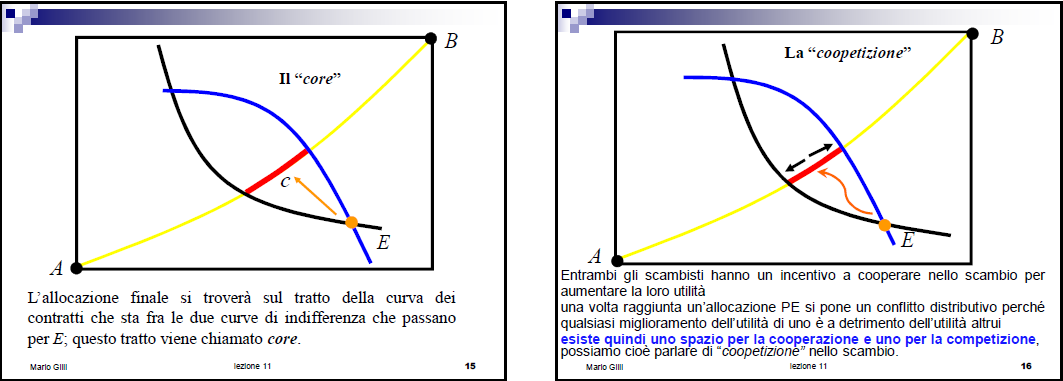 B
Il “core”
c
E
A
L’allocazione finale si troverà sul tratto della curva dei
contratti che sta fra le due curve di indifferenza che passano
per E; questo tratto viene chiamato core.
Mario Gilli
lezione 11
15
B
La “coopetizione”
E
A
Entrambi gli scambisti hanno un incentivo a cooperare nello scambio per
aumentare la loro utilità
una volta raggiunta un’allocazione PE si pone un conflitto distributivo perché
qualsiasi miglioramento dell’utilità di uno è a detrimento dell’utilità altrui
esiste quindi uno spazio per la cooperazione e uno per la competizione,
possiamo cioè parlare di “coopetizione” nello scambio.
Mario Gilli
lezione 11
16